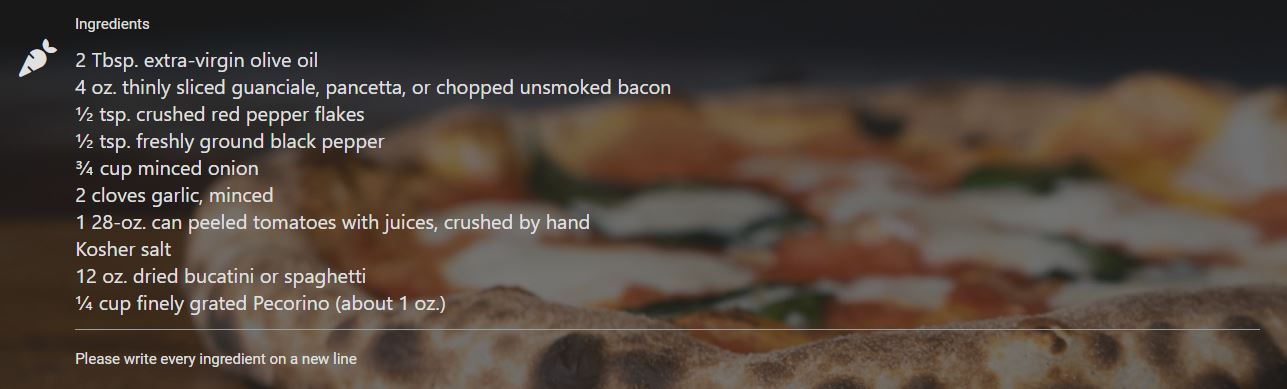 Ingredients
2 Tbsp. extra-virgin olive oil
4 oz. thinly sliced guanciale, pancetta, or chopped unsmoked bacon
½ tsp. crushed red pepper flakes
½ tsp. freshly ground black pepper
¾ cup minced onion
2 cloves garlic, minced
1 28-oz. can peeled tomatoes with juices, crushed by hand
Kosher salt
12 oz. dried bucatini or spaghetti
¼ cup finely grated Pecorino (about 1 oz.)
Please write every ingredient on a new line